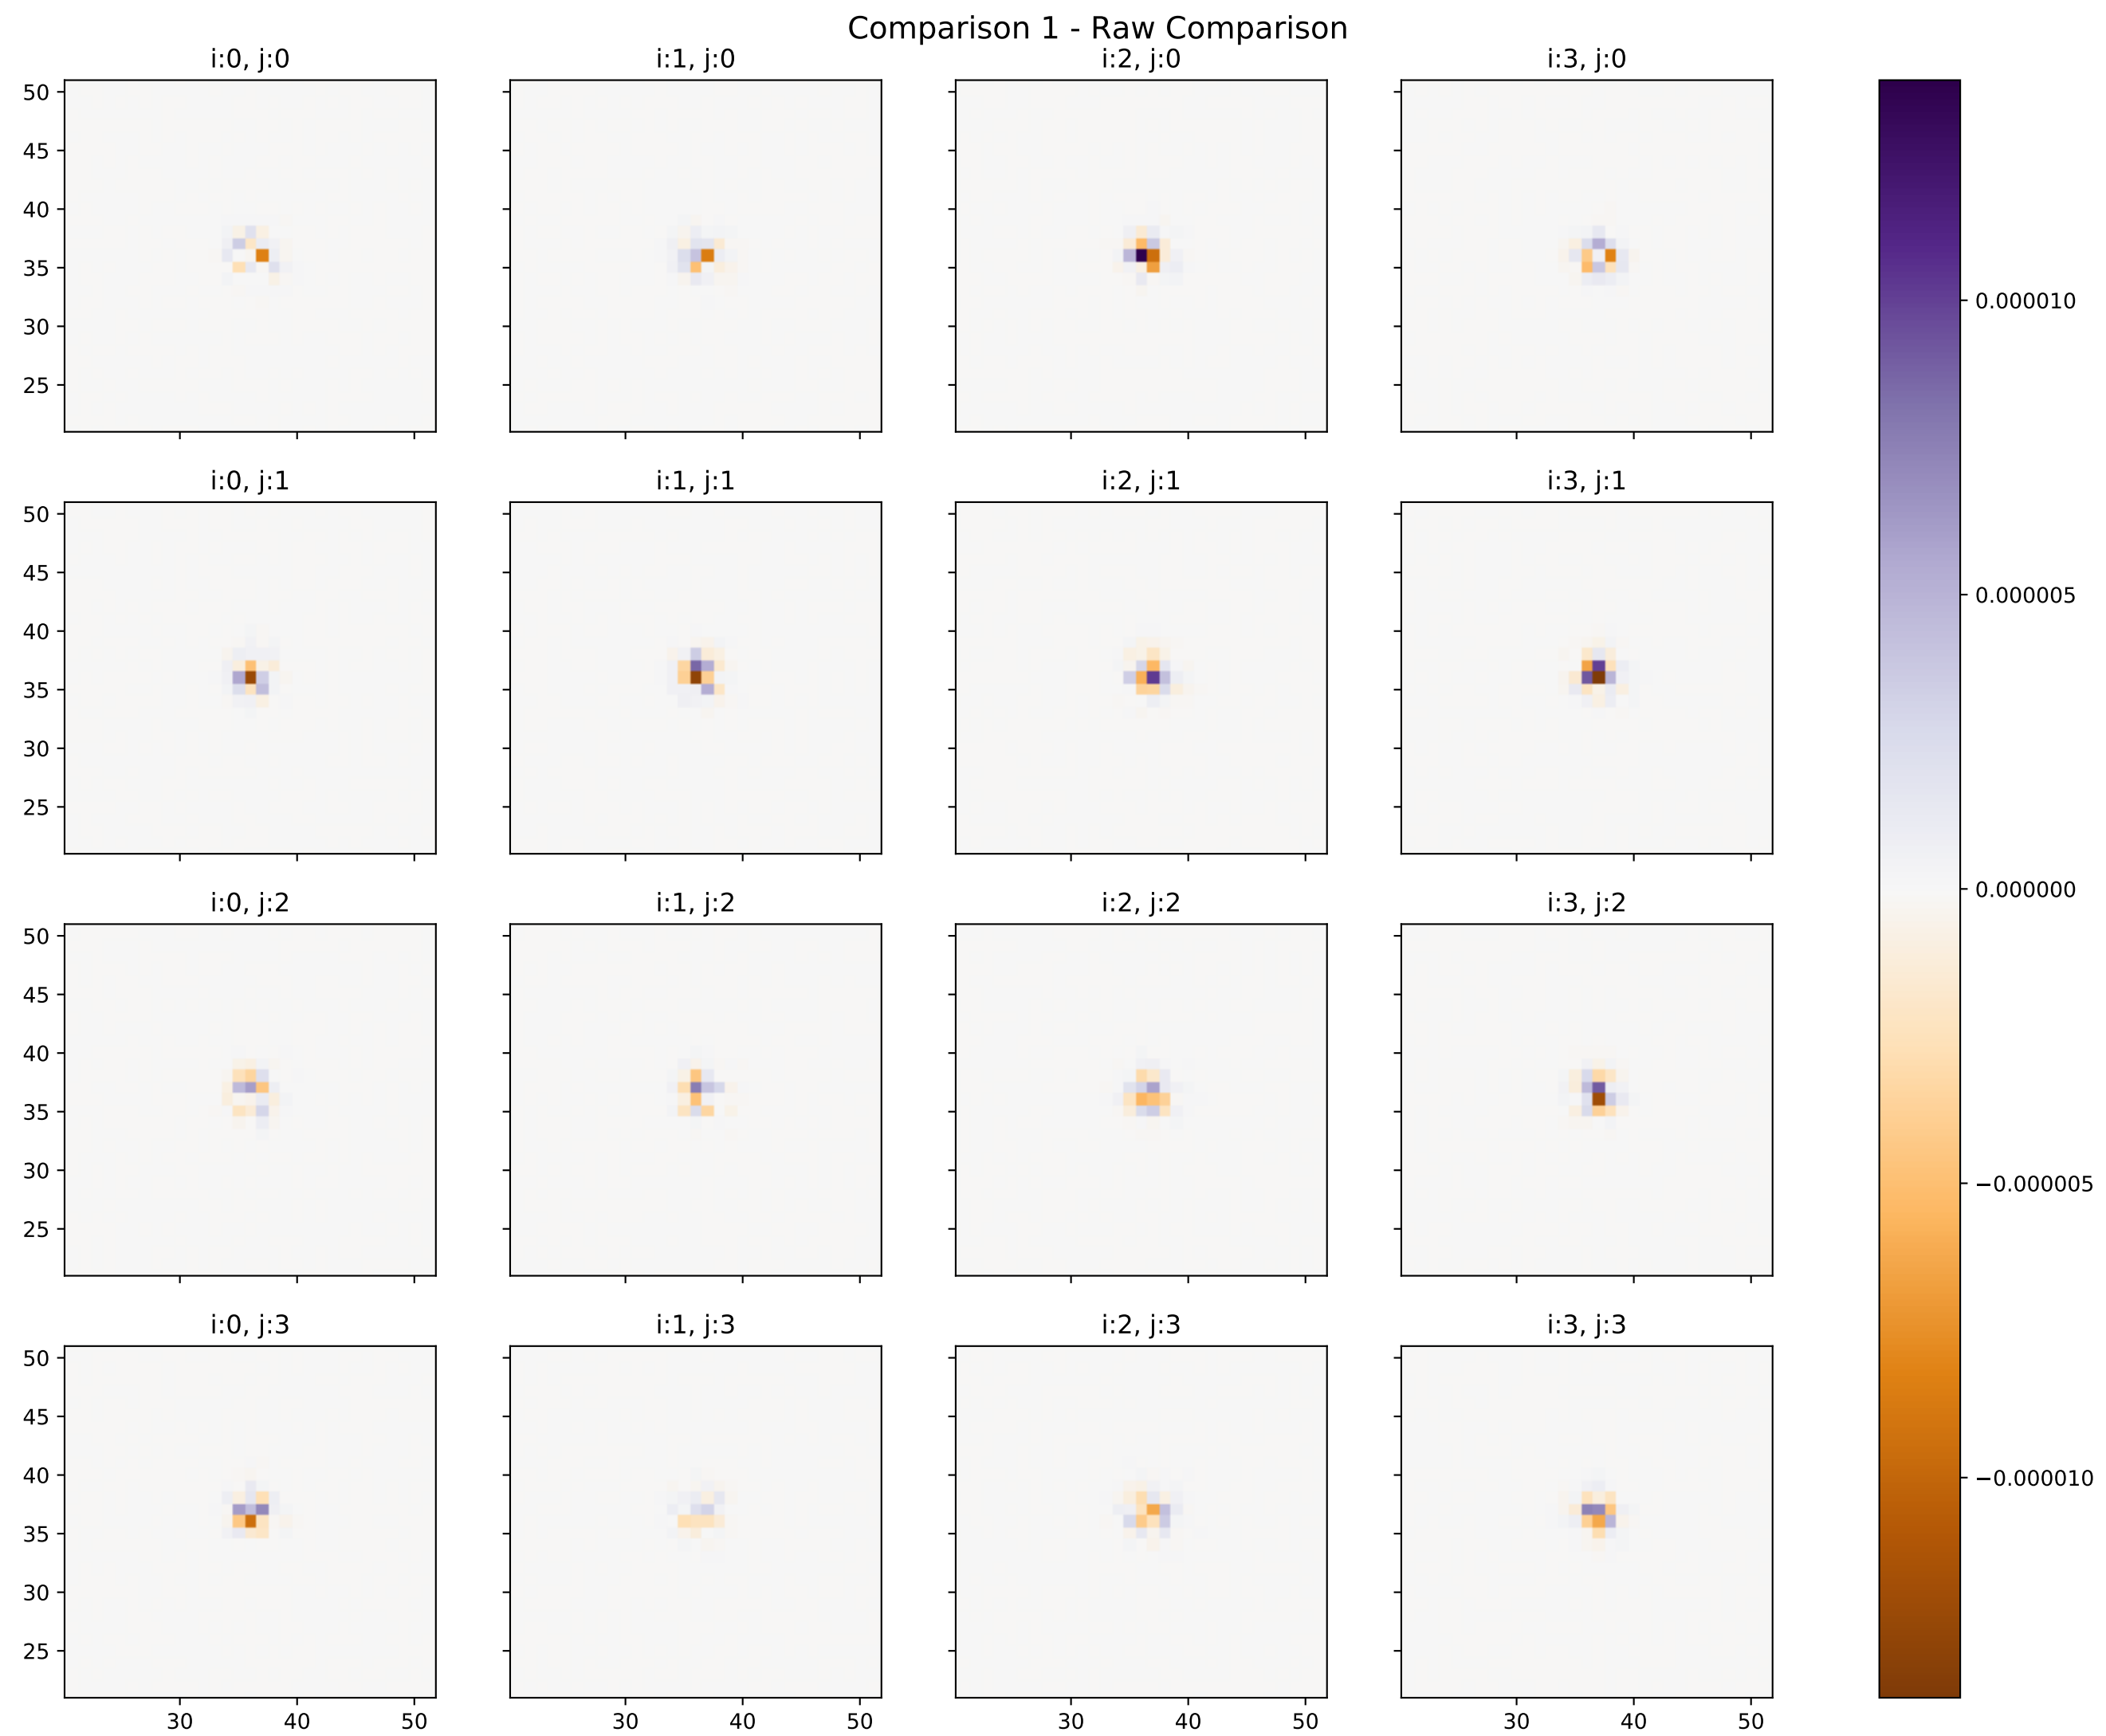 Comparison 1 - Raw Comparison
i:0, j:0
i:1, j:0
i:2, j:0
i:3, j:0
50
45
40
35
30
25
i:0, j:1
i:1, j:1
i:2, j:1
i:3, j:1
50
45
40
35
30
25
i:0, j:2
i:1, j:2
i:2, j:2
i:3, j:2
50
45
40
35
30
25
i:0, j:3
i:1, j:3
i:2, j:3
i:3, j:3
50
45
40
35
30
25
30 40 50
30 40 50
30 40 50
30 40 50
0.000010
0.000005
0.000000
−0.000005
−0.000010